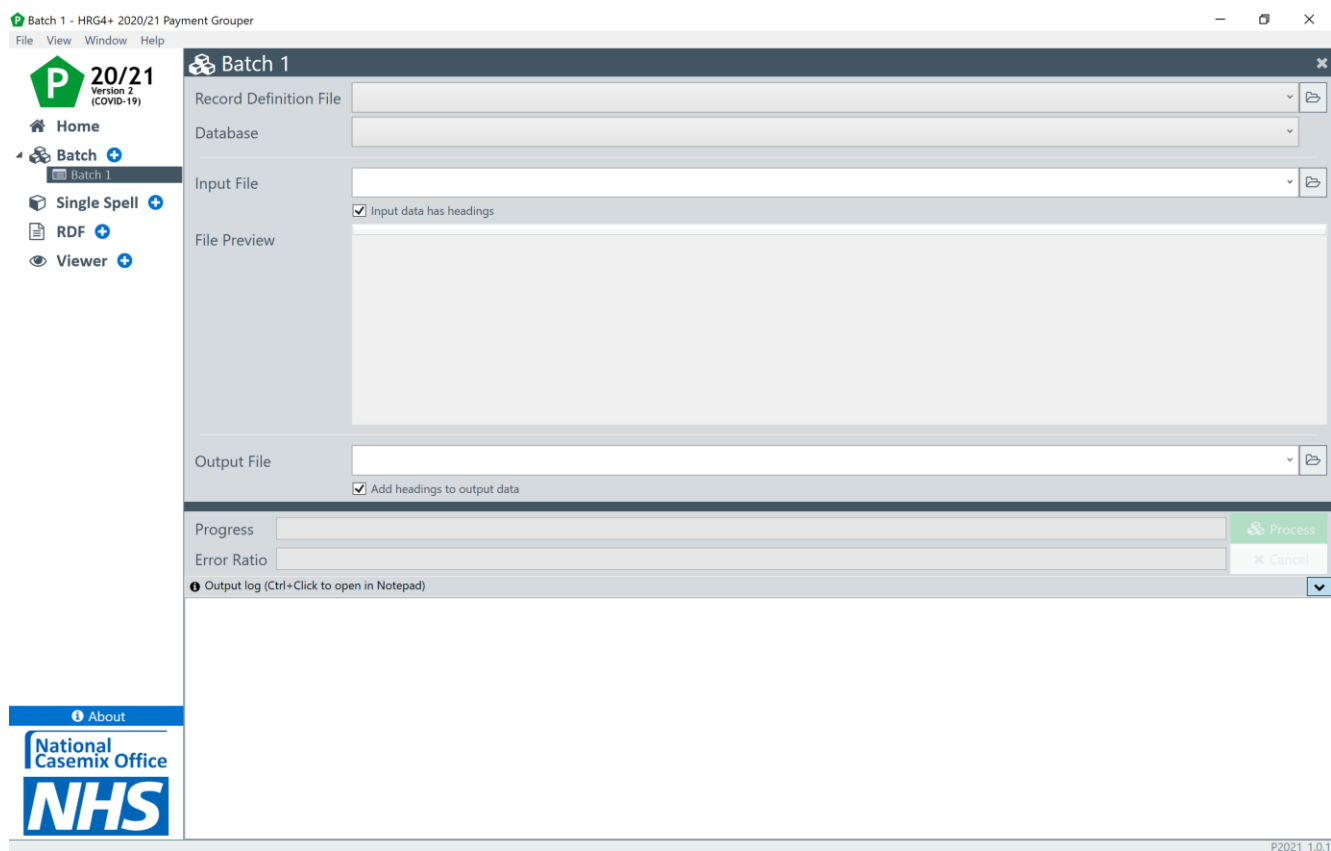 Batch 1 - HRG4+ 2020/21 Payment Grouper
File View Window Help
P 20/21
Version 2
(COVID-19)
Home
Batch
Batch 1
Single Spell
RDF
Viewer
Batch 1
Record Definition File
Database
Input File
Input data has headings
File Preview
Output File
Add headings to output data
Progress
Process
Error Ratio
Cancel
Output log (Ctrl+Click to open in Notepad)
About
National
Casemix Office
NHS
P2021 1.0.1